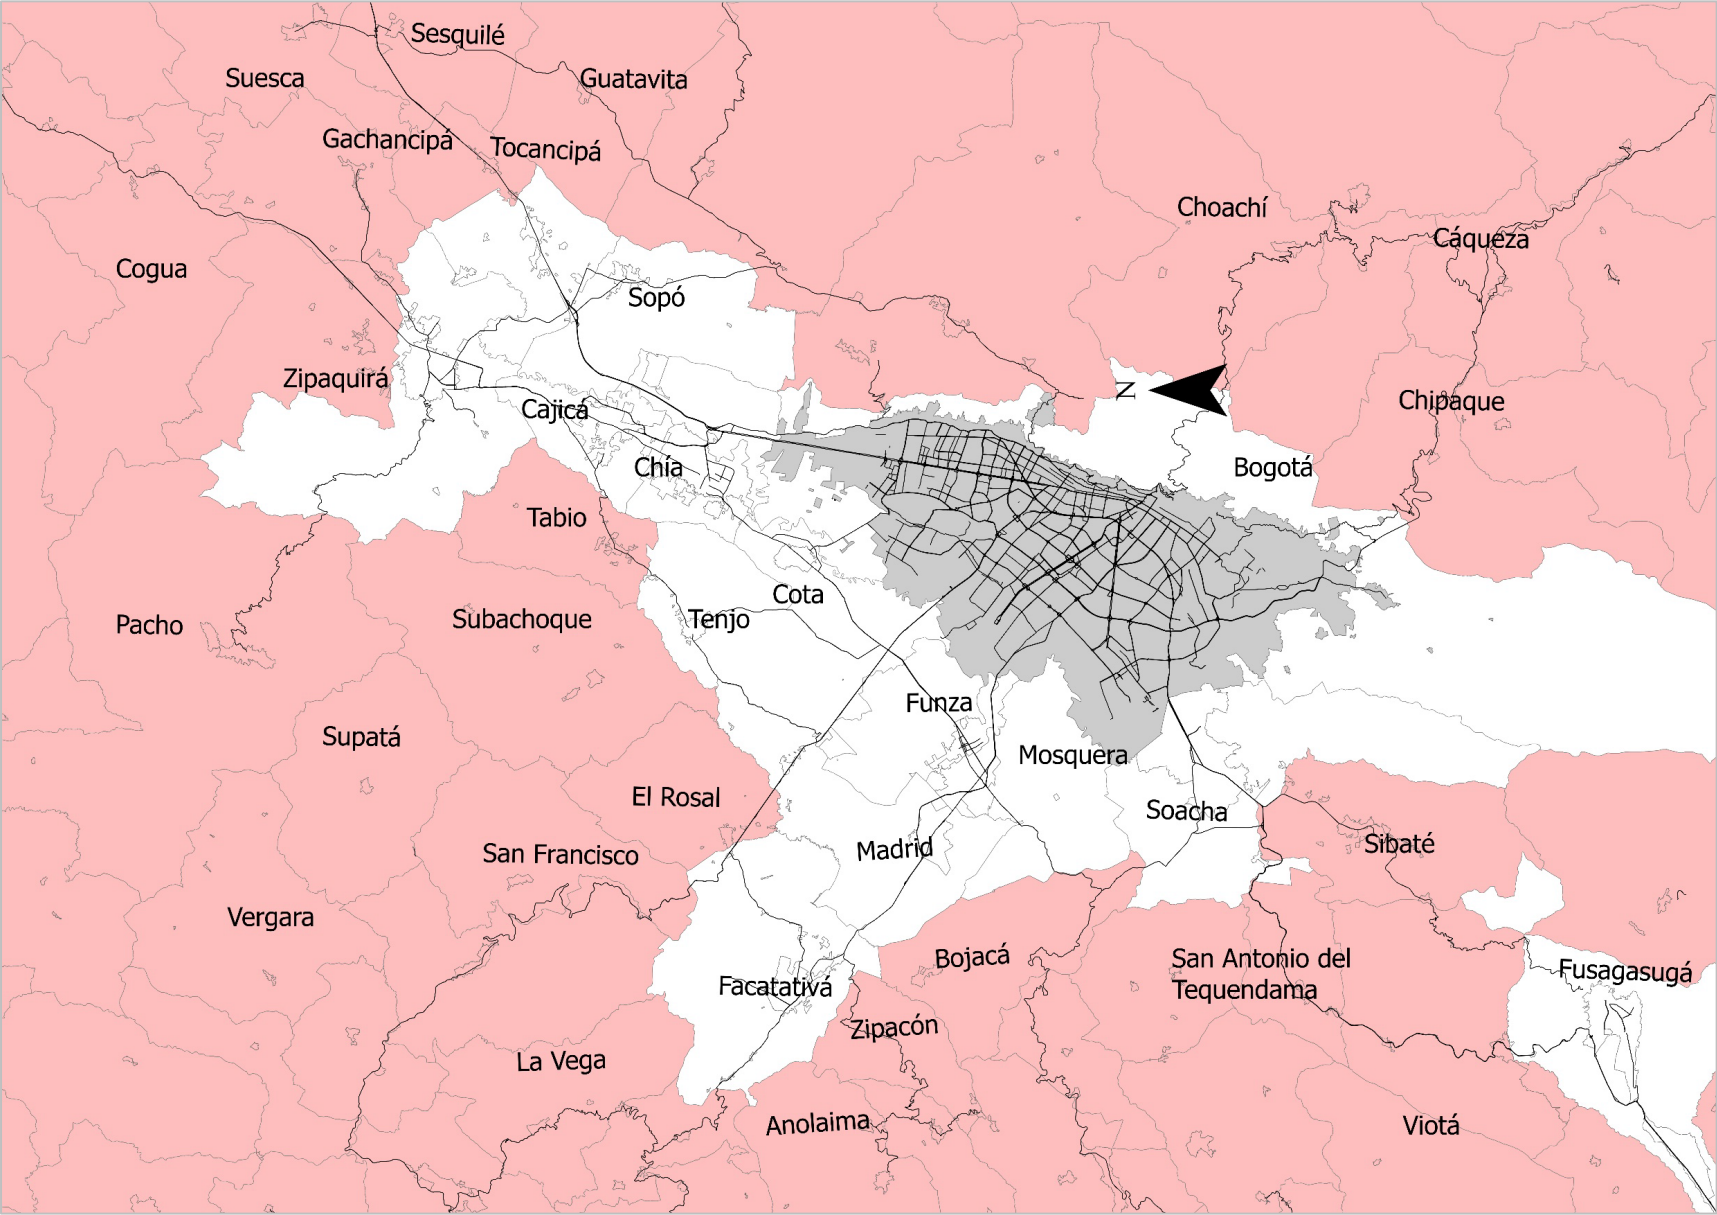 Sesquilé
Suesca
Guatavita
Gachancipá
Tocancipá
Choachí
Cáqueza
Cogua
Sopó
Zipaquirá
N
Cajicá
Chipaque
Chía
Bogotá
Tabio
Cota
Pacho
Subachoque
Tenjo
Funza
Supatá
Mosquera
El Rosal
Soacha
Sibaté
Madrid
San Francisco
Vergara
Bojacá
San Antonio del
Tequendama
Fusagasugá
Facatativá
Zipacón
La Vega
Anolaima
Viotá